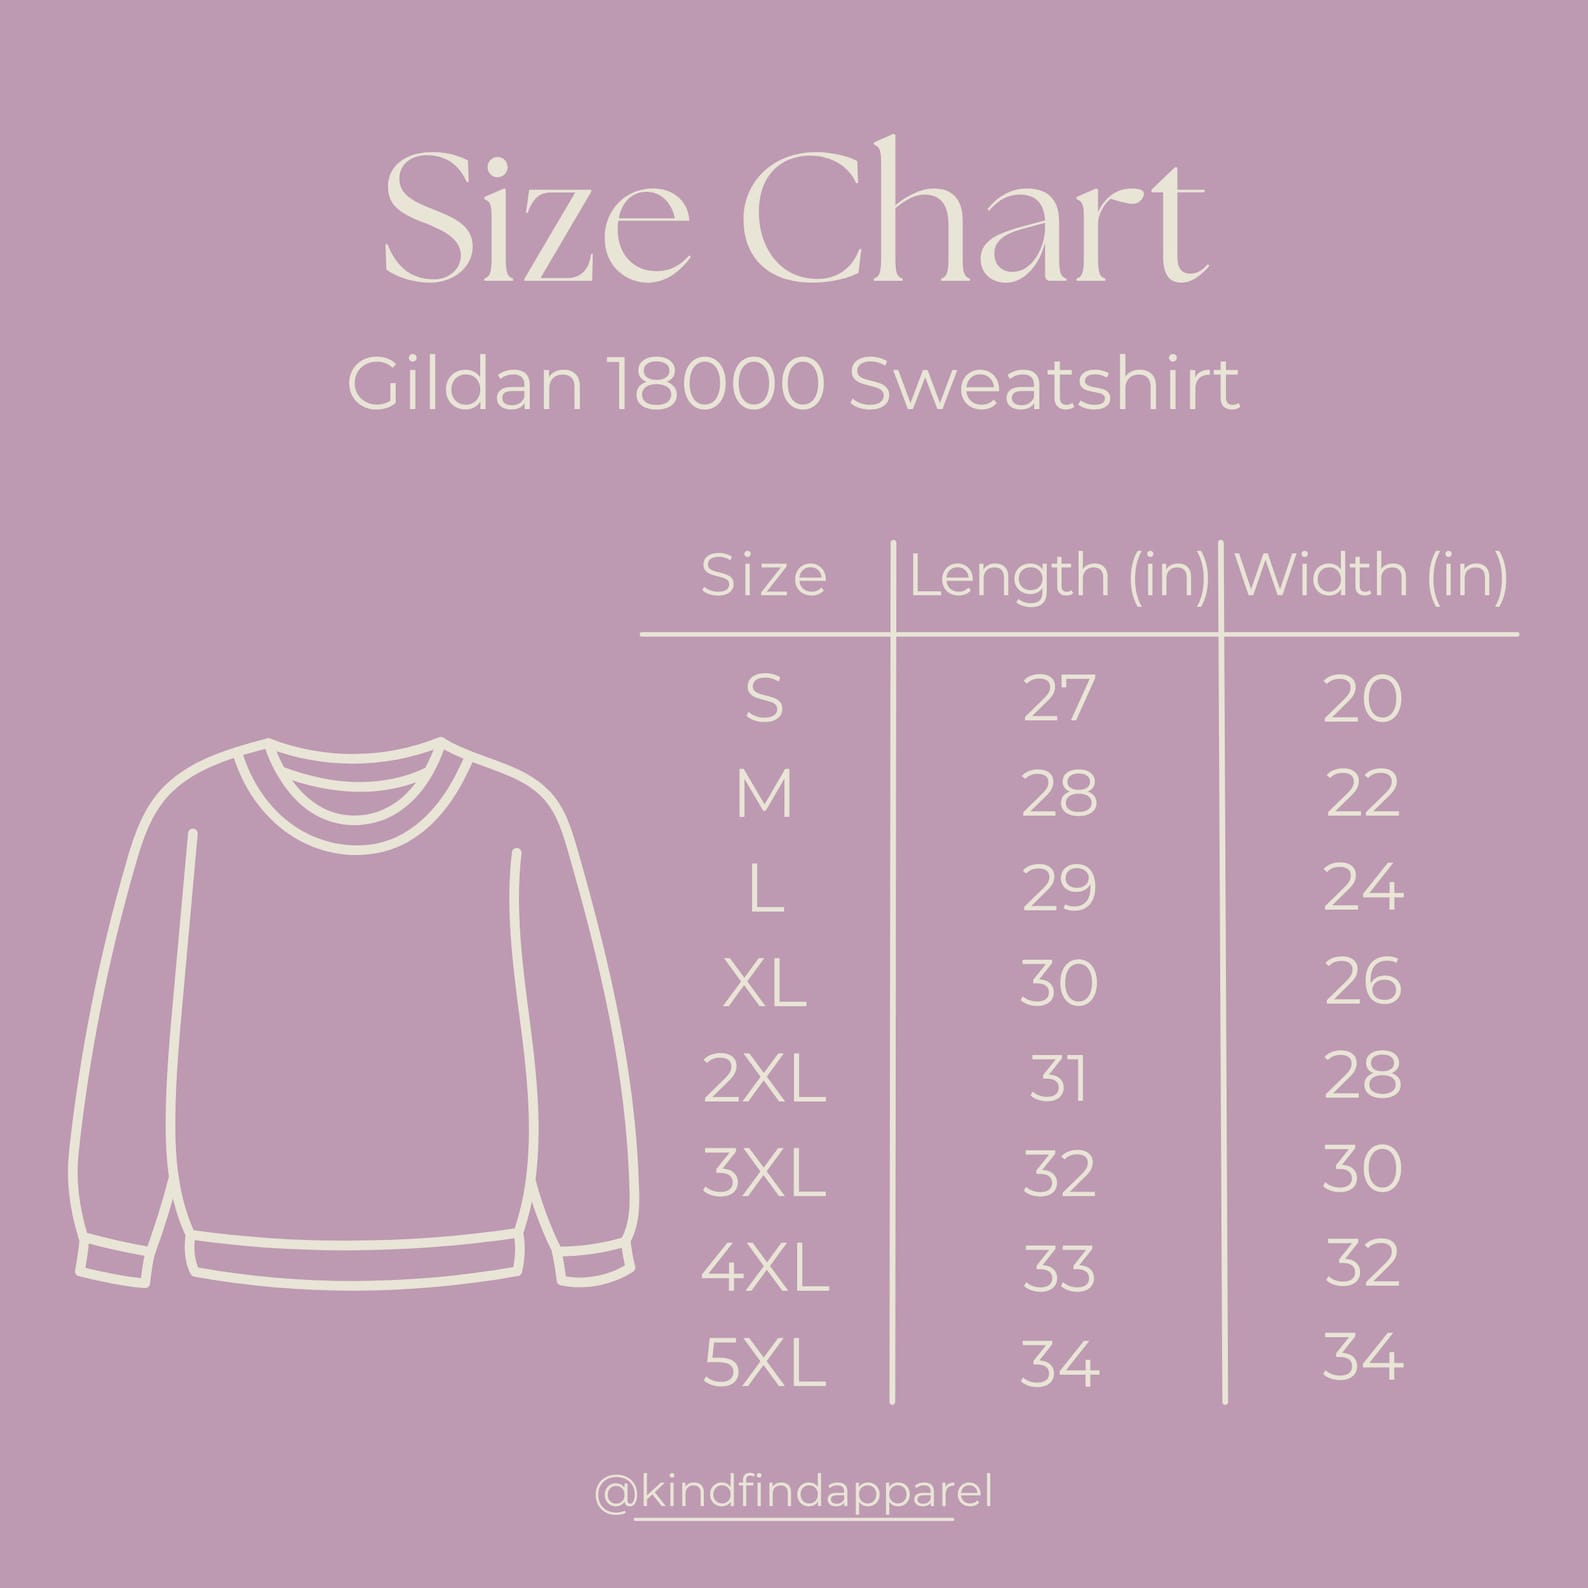 Size Chart
Gildan 18000 Sweatshirt
Size Length (in) Width (in)
S 27 20
M 28 22
L 29 24
XL 30 26
2XL 31 28
3XL 32 30
4XL 33 32
5XL 34 34
@kindfindapparel